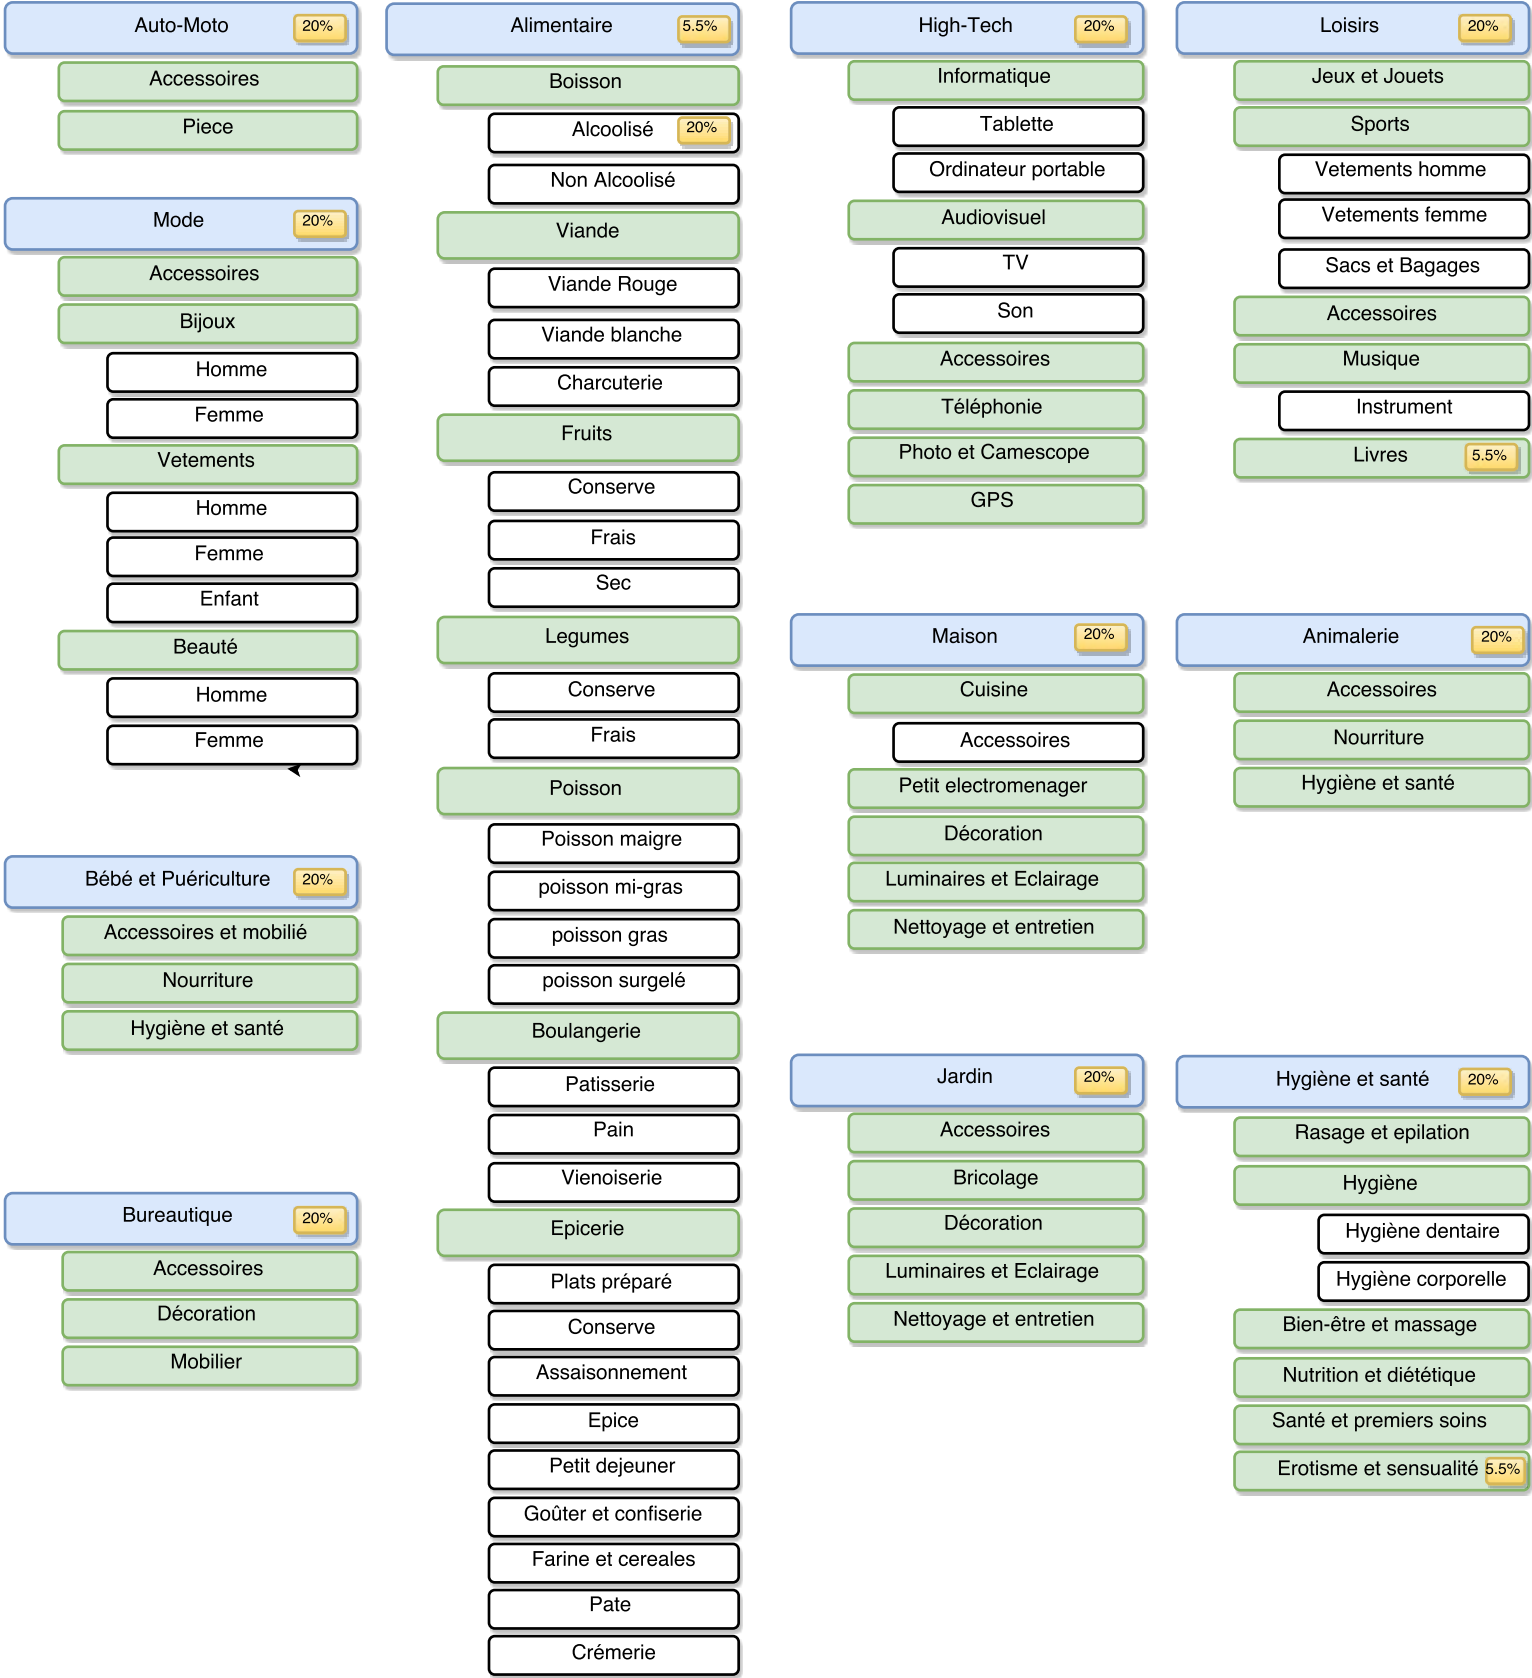 Auto-Moto 20%
Accessoires
Piece
Mode 20%
Accessoires
Bijoux
Homme
Femme
Vetements
Homme
Femme
Enfant
Beauté
Homme
Femme
Bébé et Puériculture 20%
Accessoires et mobilié
Nourriture
Hygiène et santé
Bureautique 20%
Accessoires
Décoration
Mobilier
Alimentaire 5.5%
Boisson
Alcoolisé 20%
Non Alcoolisé
Viande
Viande Rouge
Viande blanche
Charcuterie
Fruits
Conserve
Frais
Sec
Legumes
Conserve
Frais
Poisson
Poisson maigre
poisson mi-gras
poisson gras
poisson surgelé
Boulangerie
Patisserie
Pain
Vienoiserie
Epicerie
Plats préparé
Conserve
Assaisonnement
Epice
Petit dejeuner
Goûter et confiserie
Farine et cereales
Pate
Crémerie
High-Tech 20%
Informatique
Tablette
Ordinateur portable
Audiovisuel
TV
Son
Accessoires
Téléphonie
Photo et Camescope
GPS
Maison 20%
Cuisine
Accessoires
Petit electromenager
Décoration
Luminaires et Eclairage
Nettoyage et entretien
Jardin 20%
Accessoires
Bricolage
Décoration
Luminaires et Eclairage
Nettoyage et entretien
Loisirs 20%
Jeux et Jouets
Sports
Vetements homme
Vetements femme
Sacs et Bagages
Accessoires
Musique
Instrument
Livres 5.5%
Animalerie 20%
Accessoires
Nourriture
Hygiène et santé
Hygiène et santé 20%
Rasage et epilation
Hygiène
Hygiène dentaire
Hygiène corporelle
Bien-être et massage
Nutrition et diététique
Santé et premiers soins
Erotisme et sensualité 5.5%